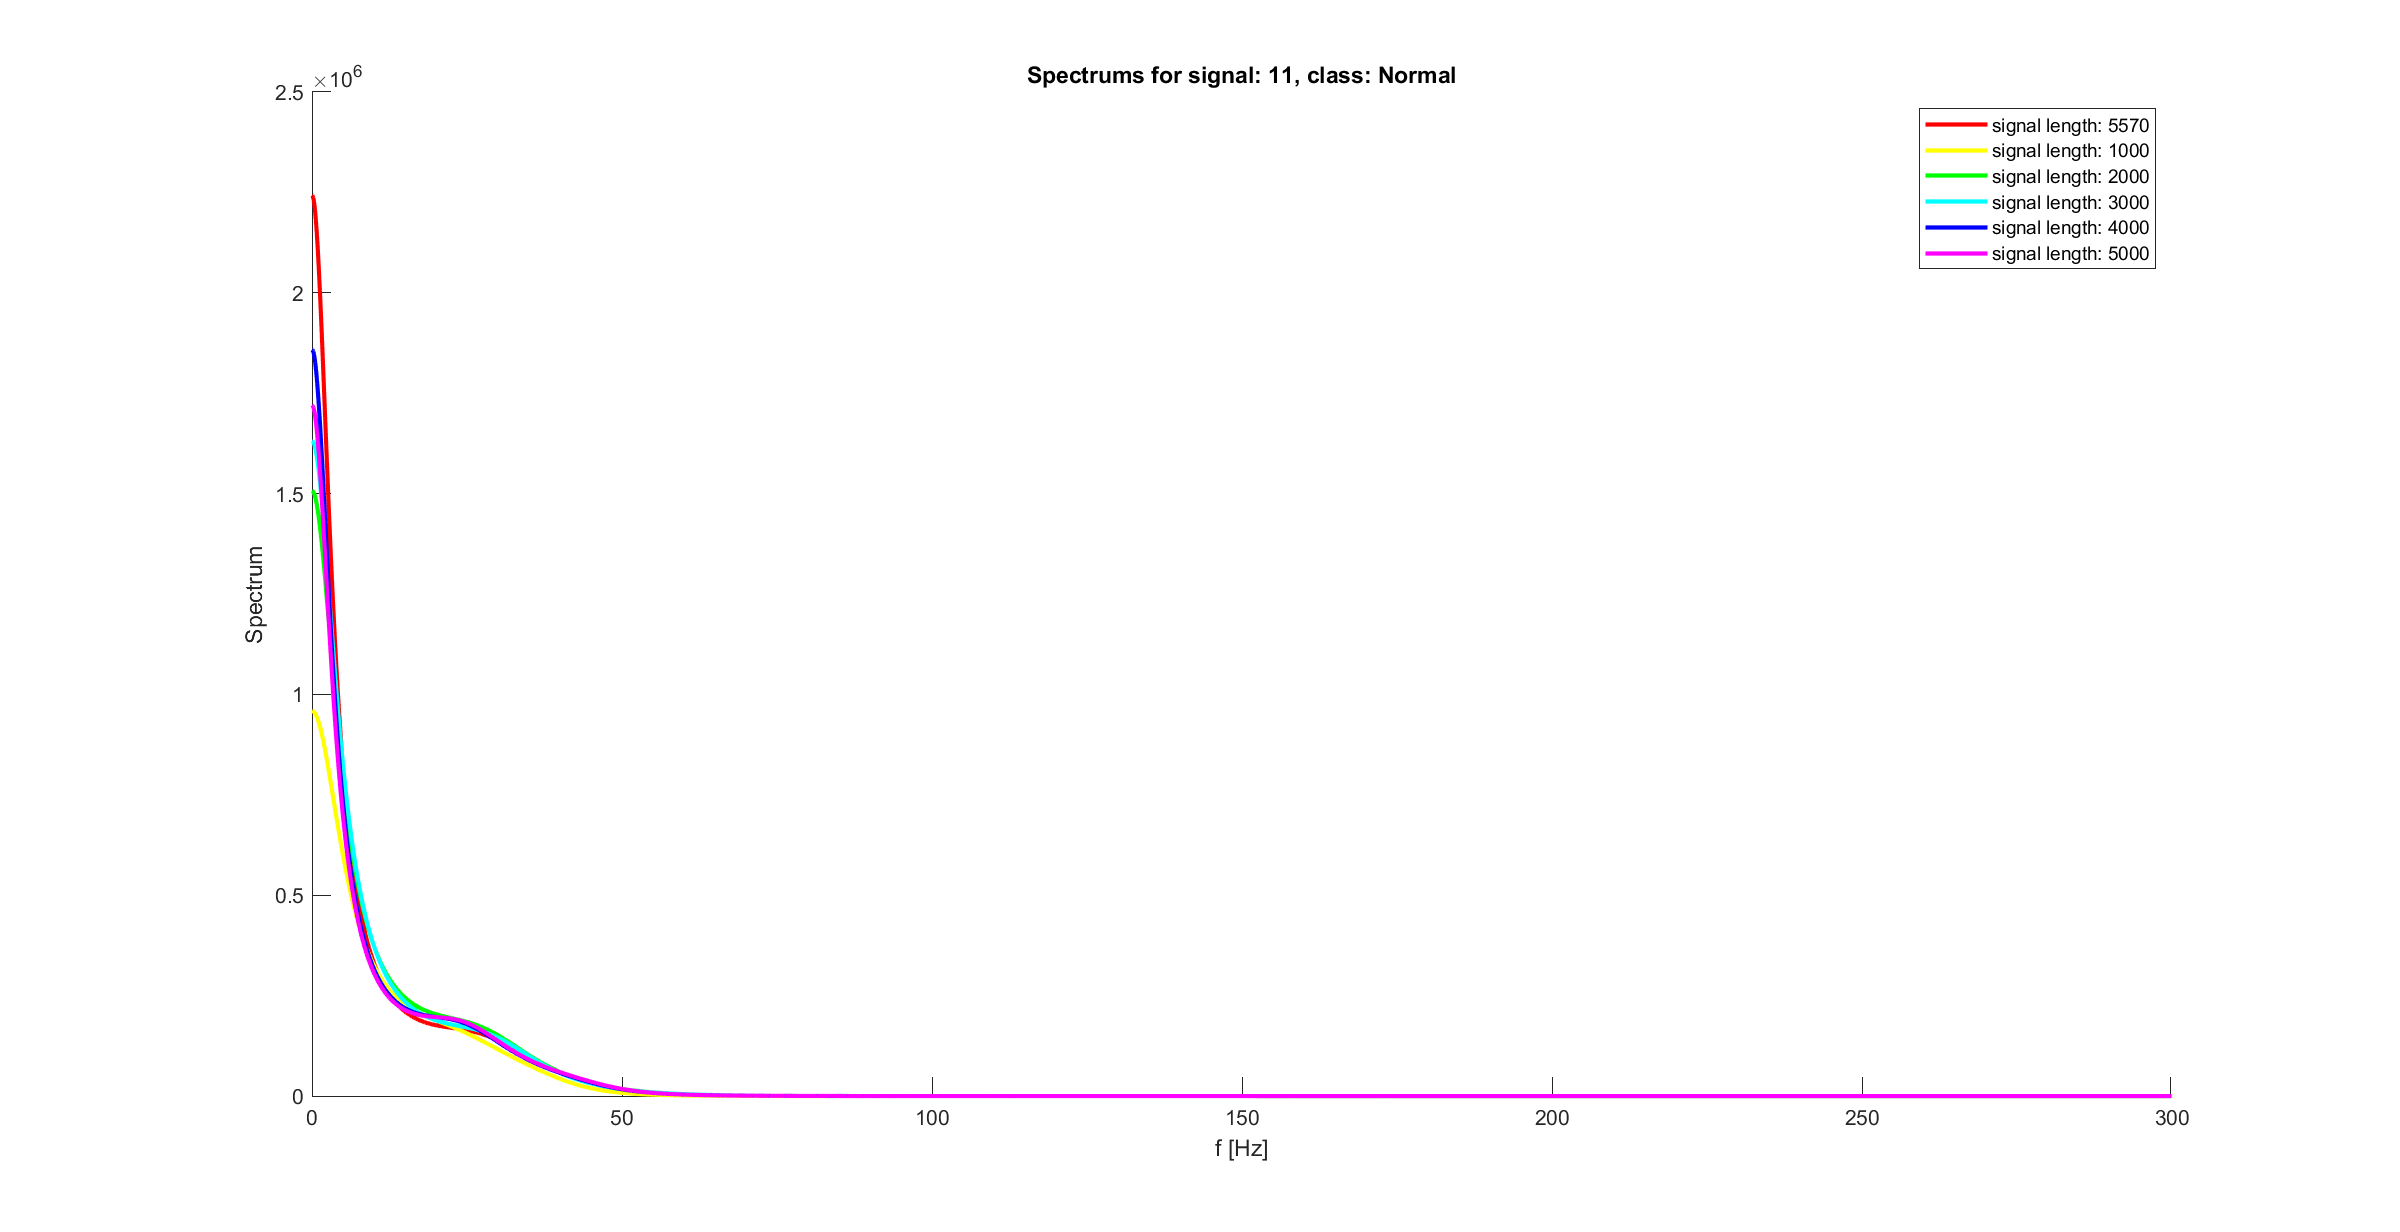 Spectrums for signal: 11, class: Normal
×10^6
2.5
2
1.5
1
0.5
0
Spectrum
0 50 100 150 200 250 300
f [Hz]
signal length: 5570
signal length: 1000
signal length: 2000
signal length: 3000
signal length: 4000
signal length: 5000